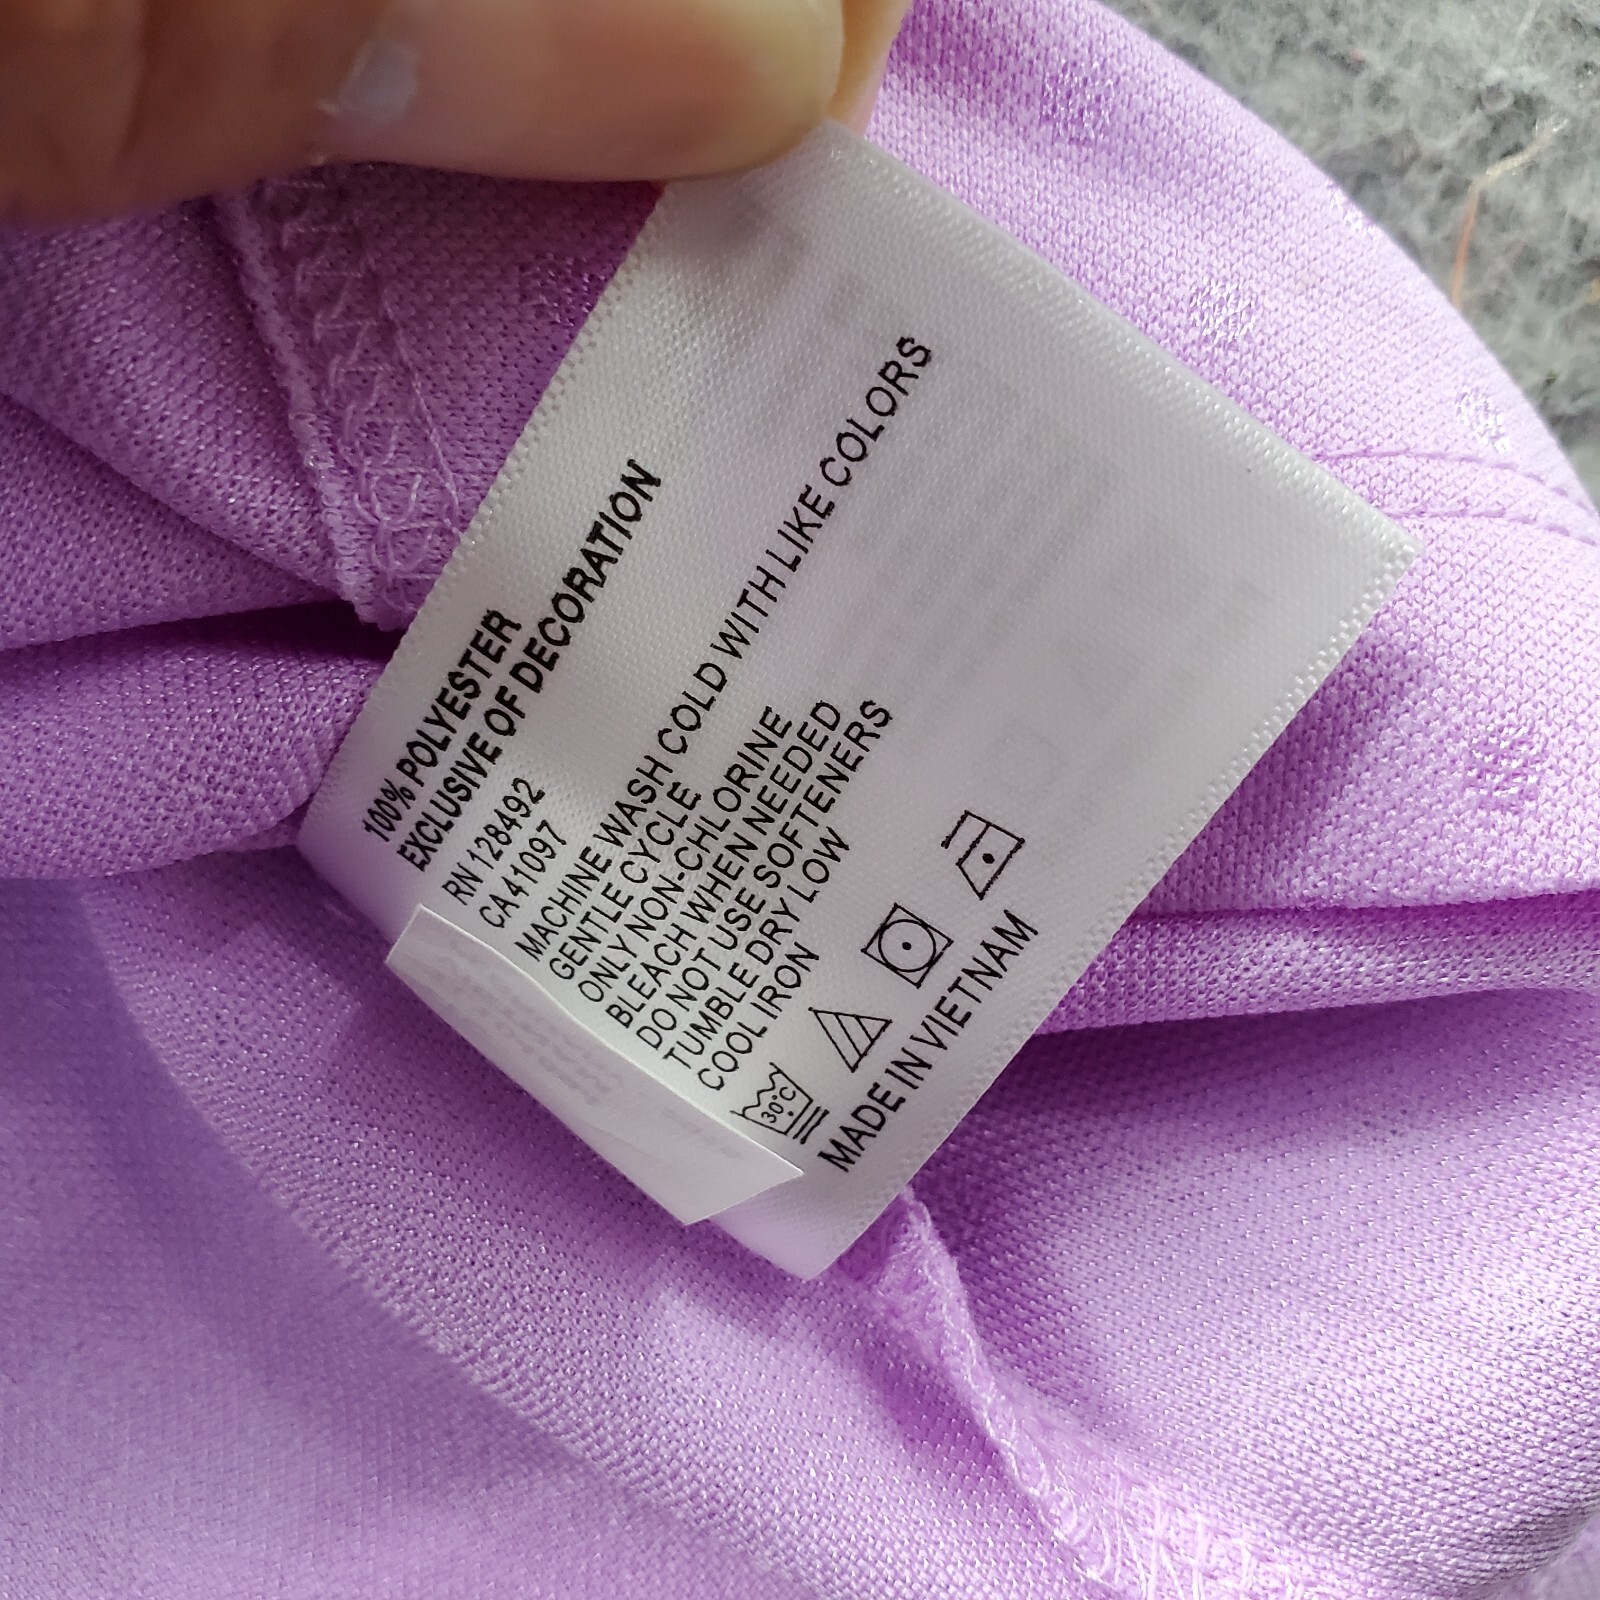 100% POLYESTER
EXCLUSIVE OF DECORATION
RN 128492
CA 41097
MACHINE WASH COLD WITH LIKE COLORS
GENTLE CYCLE
ONLY NON-CHLORINE
BLEACH WHEN NEEDED
DO NOT USE SOFTENERS
TUMBLE DRY LOW
COOL IRON
30°C
MADE IN VIETNAM